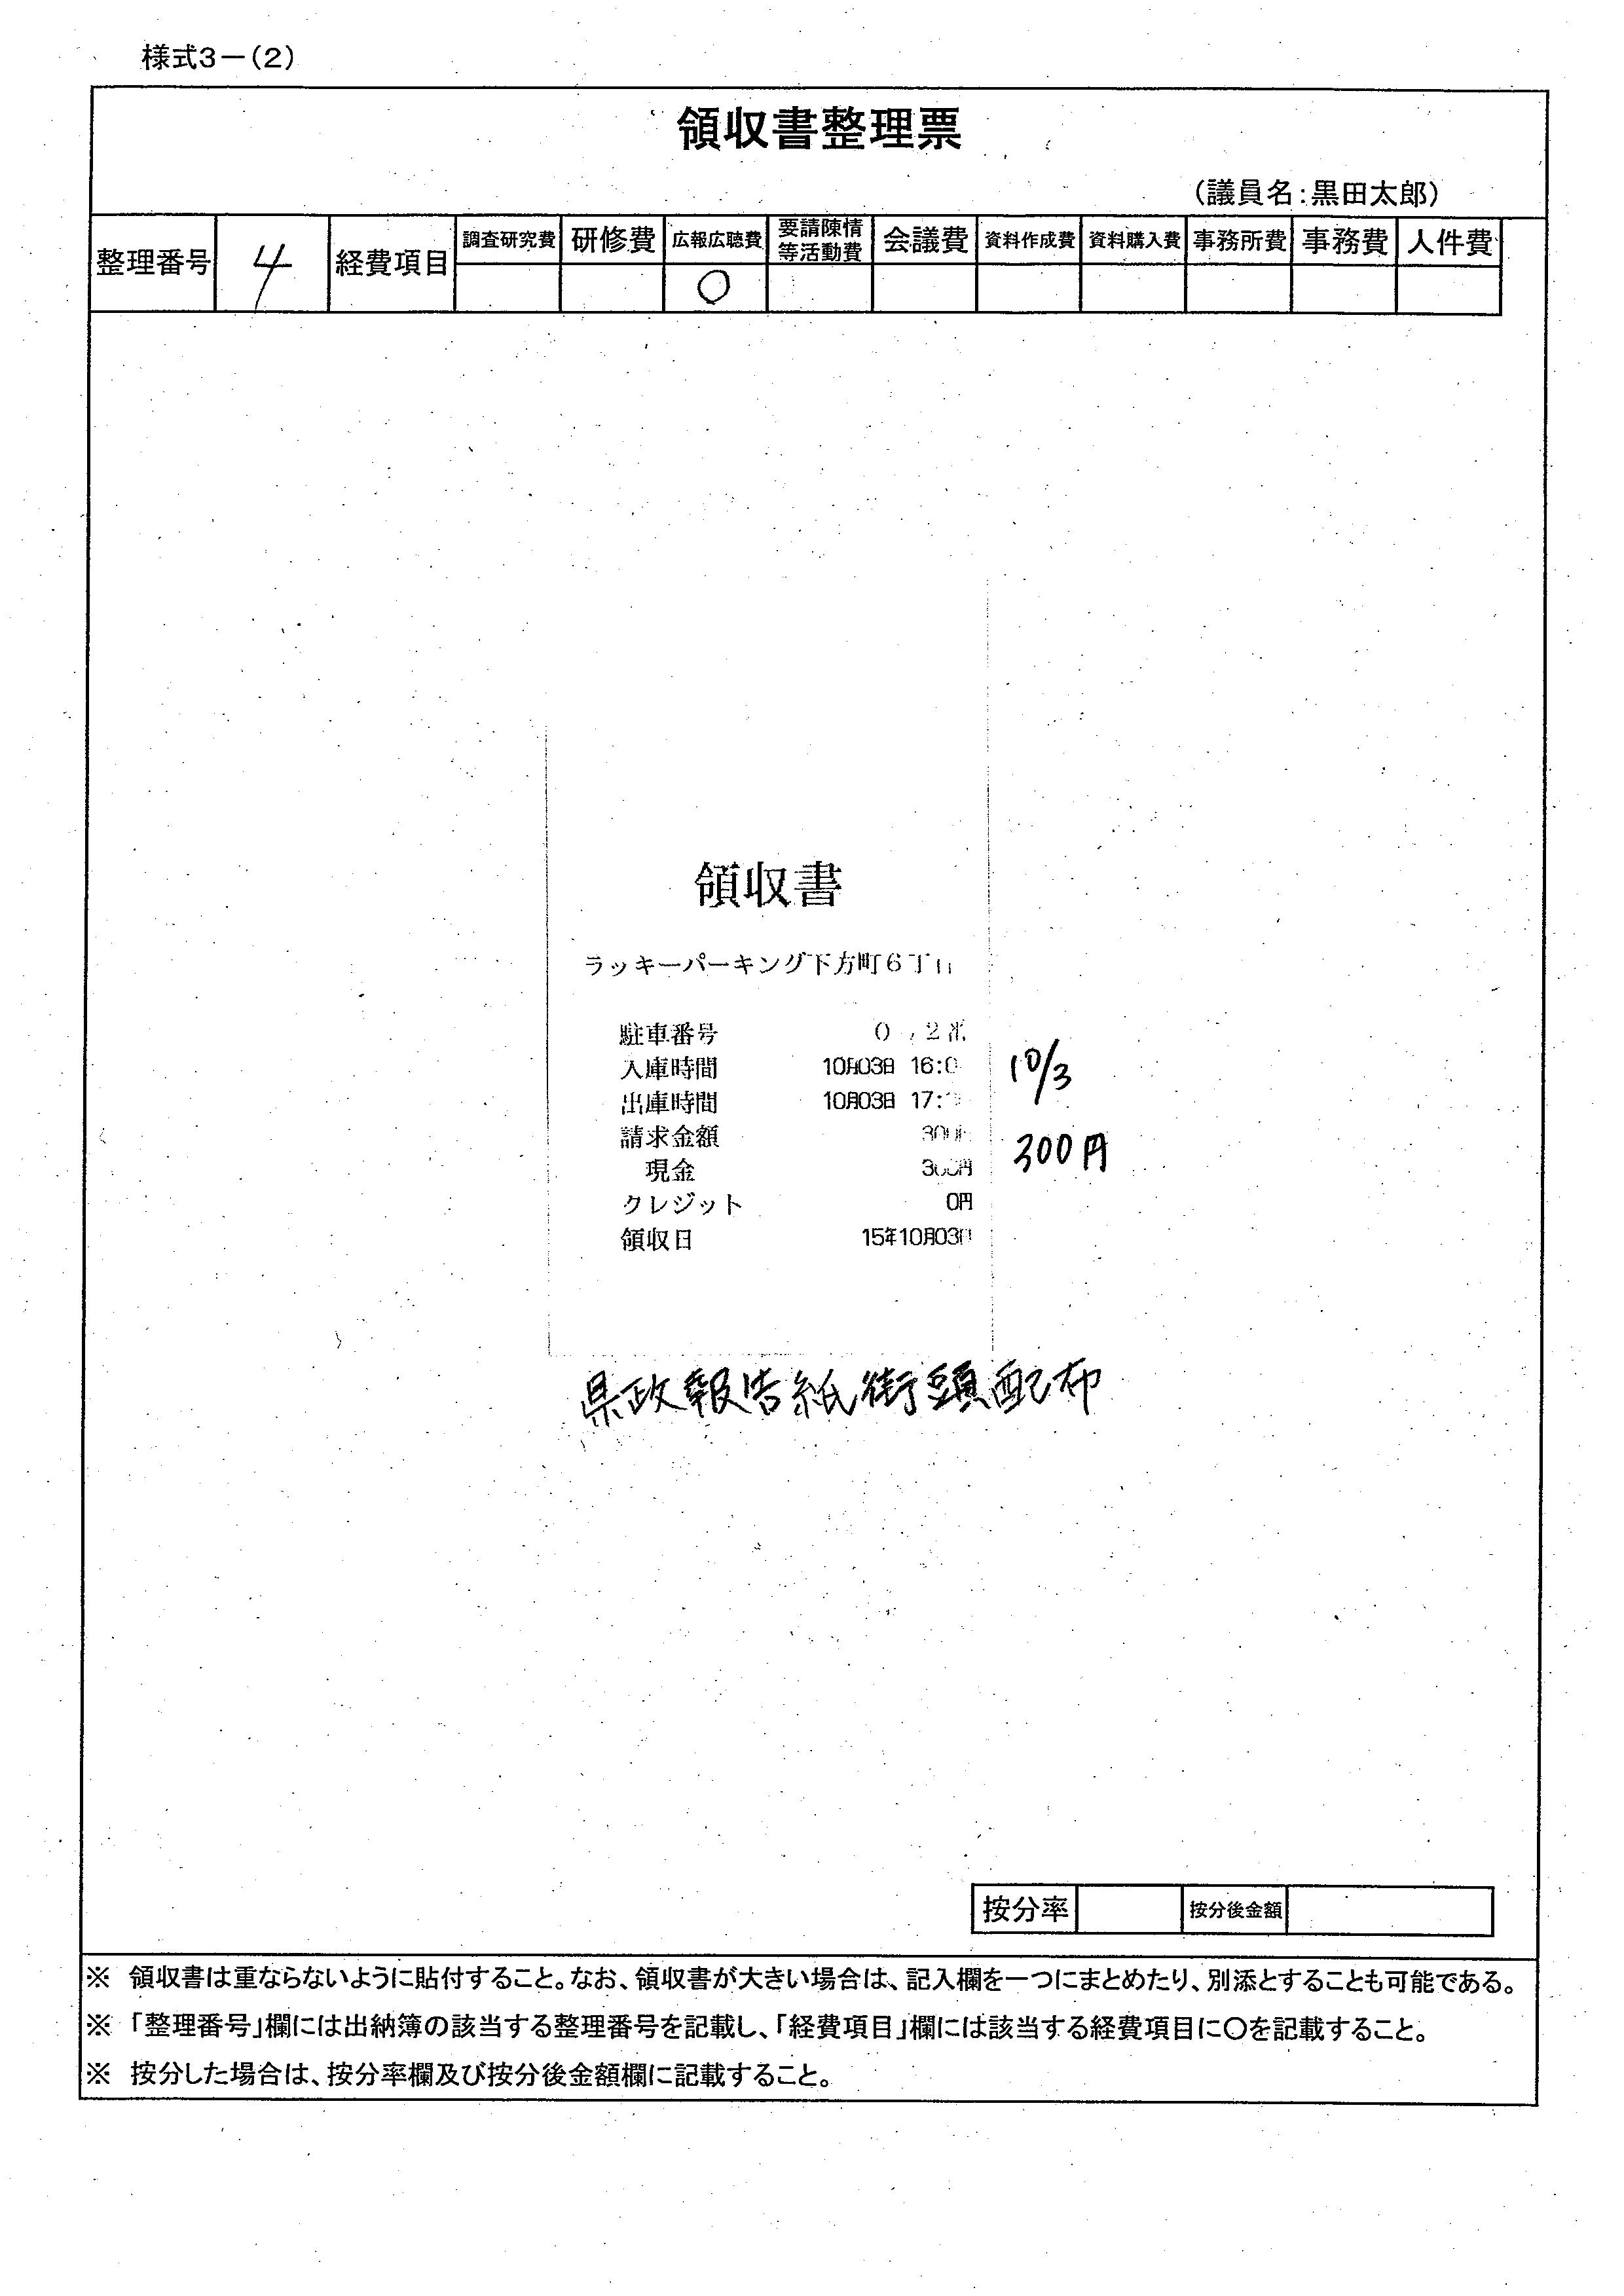 様式3－(2)
領収書整理票
(議員名:黒田太郎)
整理番号 4 経費項目 調査研究費 研修費 広報広聴費 要請陳情等活動費 会議費 資料作成費 資料購入費 事務所費 事務費 人件費
○
領収書
ラッキーパーキング下方町6丁目
駐車番号
入庫時間 10月03日 16:0
出庫時間 10月03日 17:
10/3
請求金額 300円
現金 300円
300円
クレジット 0円
領収日 15年10月03日
県政報告紙街頭配布
按分率 按分後金額
※ 領収書は重ならないように貼付すること。なお、領収書が大きい場合は、記入欄を一つにまとめたり、別添とすることも可能である。
※ 「整理番号」欄には出納簿の該当する整理番号を記載し、「経費項目」欄には該当する経費項目に○を記載すること。
※ 按分した場合は、按分率欄及び按分後金額欄に記載すること。